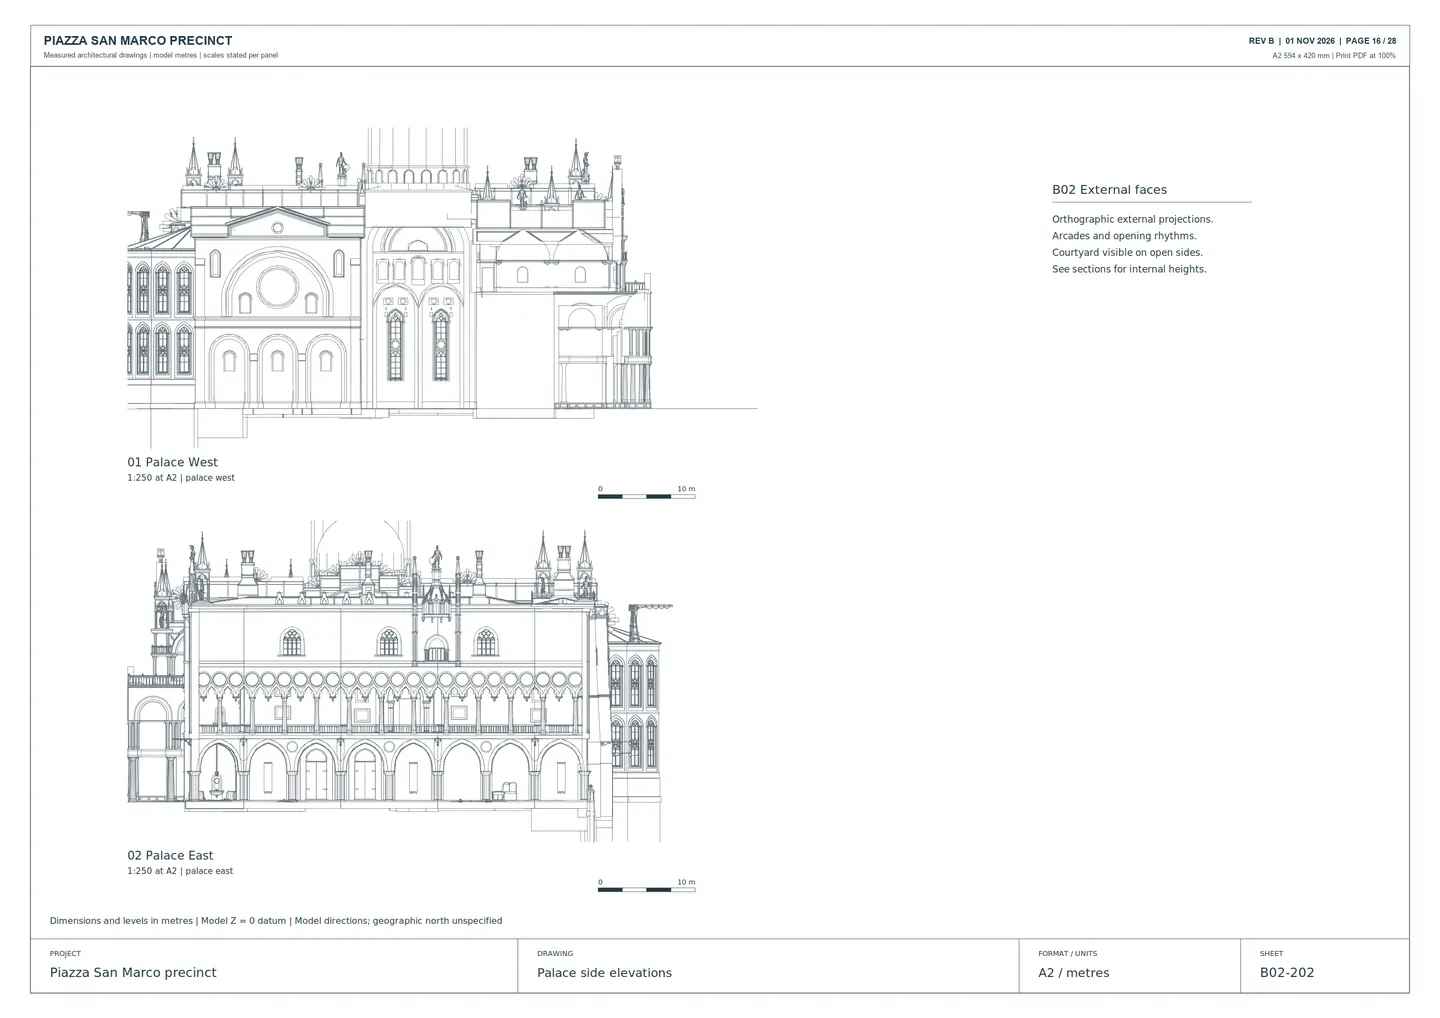 PIAZZA SAN MARCO PRECINCT
Measured architectural drawings | model metres | scales stated per panel
REV B | 01 NOV 2026 | PAGE 16 / 28
A2 594 x 420 mm | Print PDF at 100%
B02 External faces
Orthographic external projections.
Arcades and opening rhythms.
Courtyard visible on open sides.
See sections for internal heights.
01 Palace West
1:250 at A2 | palace west
0 10 m
02 Palace East
1:250 at A2 | palace east
0 10 m
Dimensions and levels in metres | Model Z = 0 datum | Model directions; geographic north unspecified
PROJECT
Piazza San Marco precinct
DRAWING
Palace side elevations
FORMAT / UNITS
A2 / metres
SHEET
B02-202